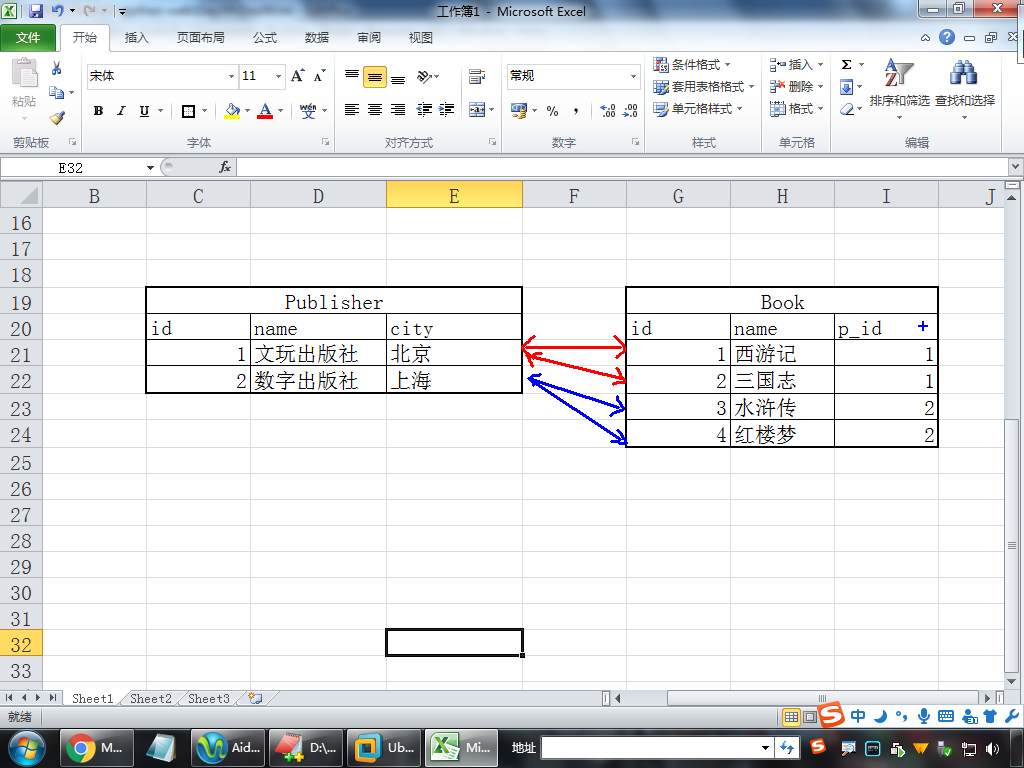 工作簿1 - Microsoft Excel
文件 开始 插入 页面布局 公式 数据 审阅 视图
宋体 11 A A 常规 条件格式 插入 Σ
粘贴 套用表格格式 删除 排序和筛选 查找和选择
B I U A wén 文 % , .00 .0 单元格样式 格式
剪贴板 字体 对齐方式 数字 样式 单元格 编辑
E32 fx
B C D E F G H I J
16
17
18
19 Publisher Book
20 id name city id name p_id
21 1 文玩出版社 北京 1 西游记 1
22 2 数字出版社 上海 2 三国志 1
23 3 水浒传 2
24 4 红楼梦 2
25
26
27
28
29
30
31
32
33
Sheet1 Sheet2 Sheet3
就绪 S 中
M... Aid... D:\... Ub... Mi... 地址 S